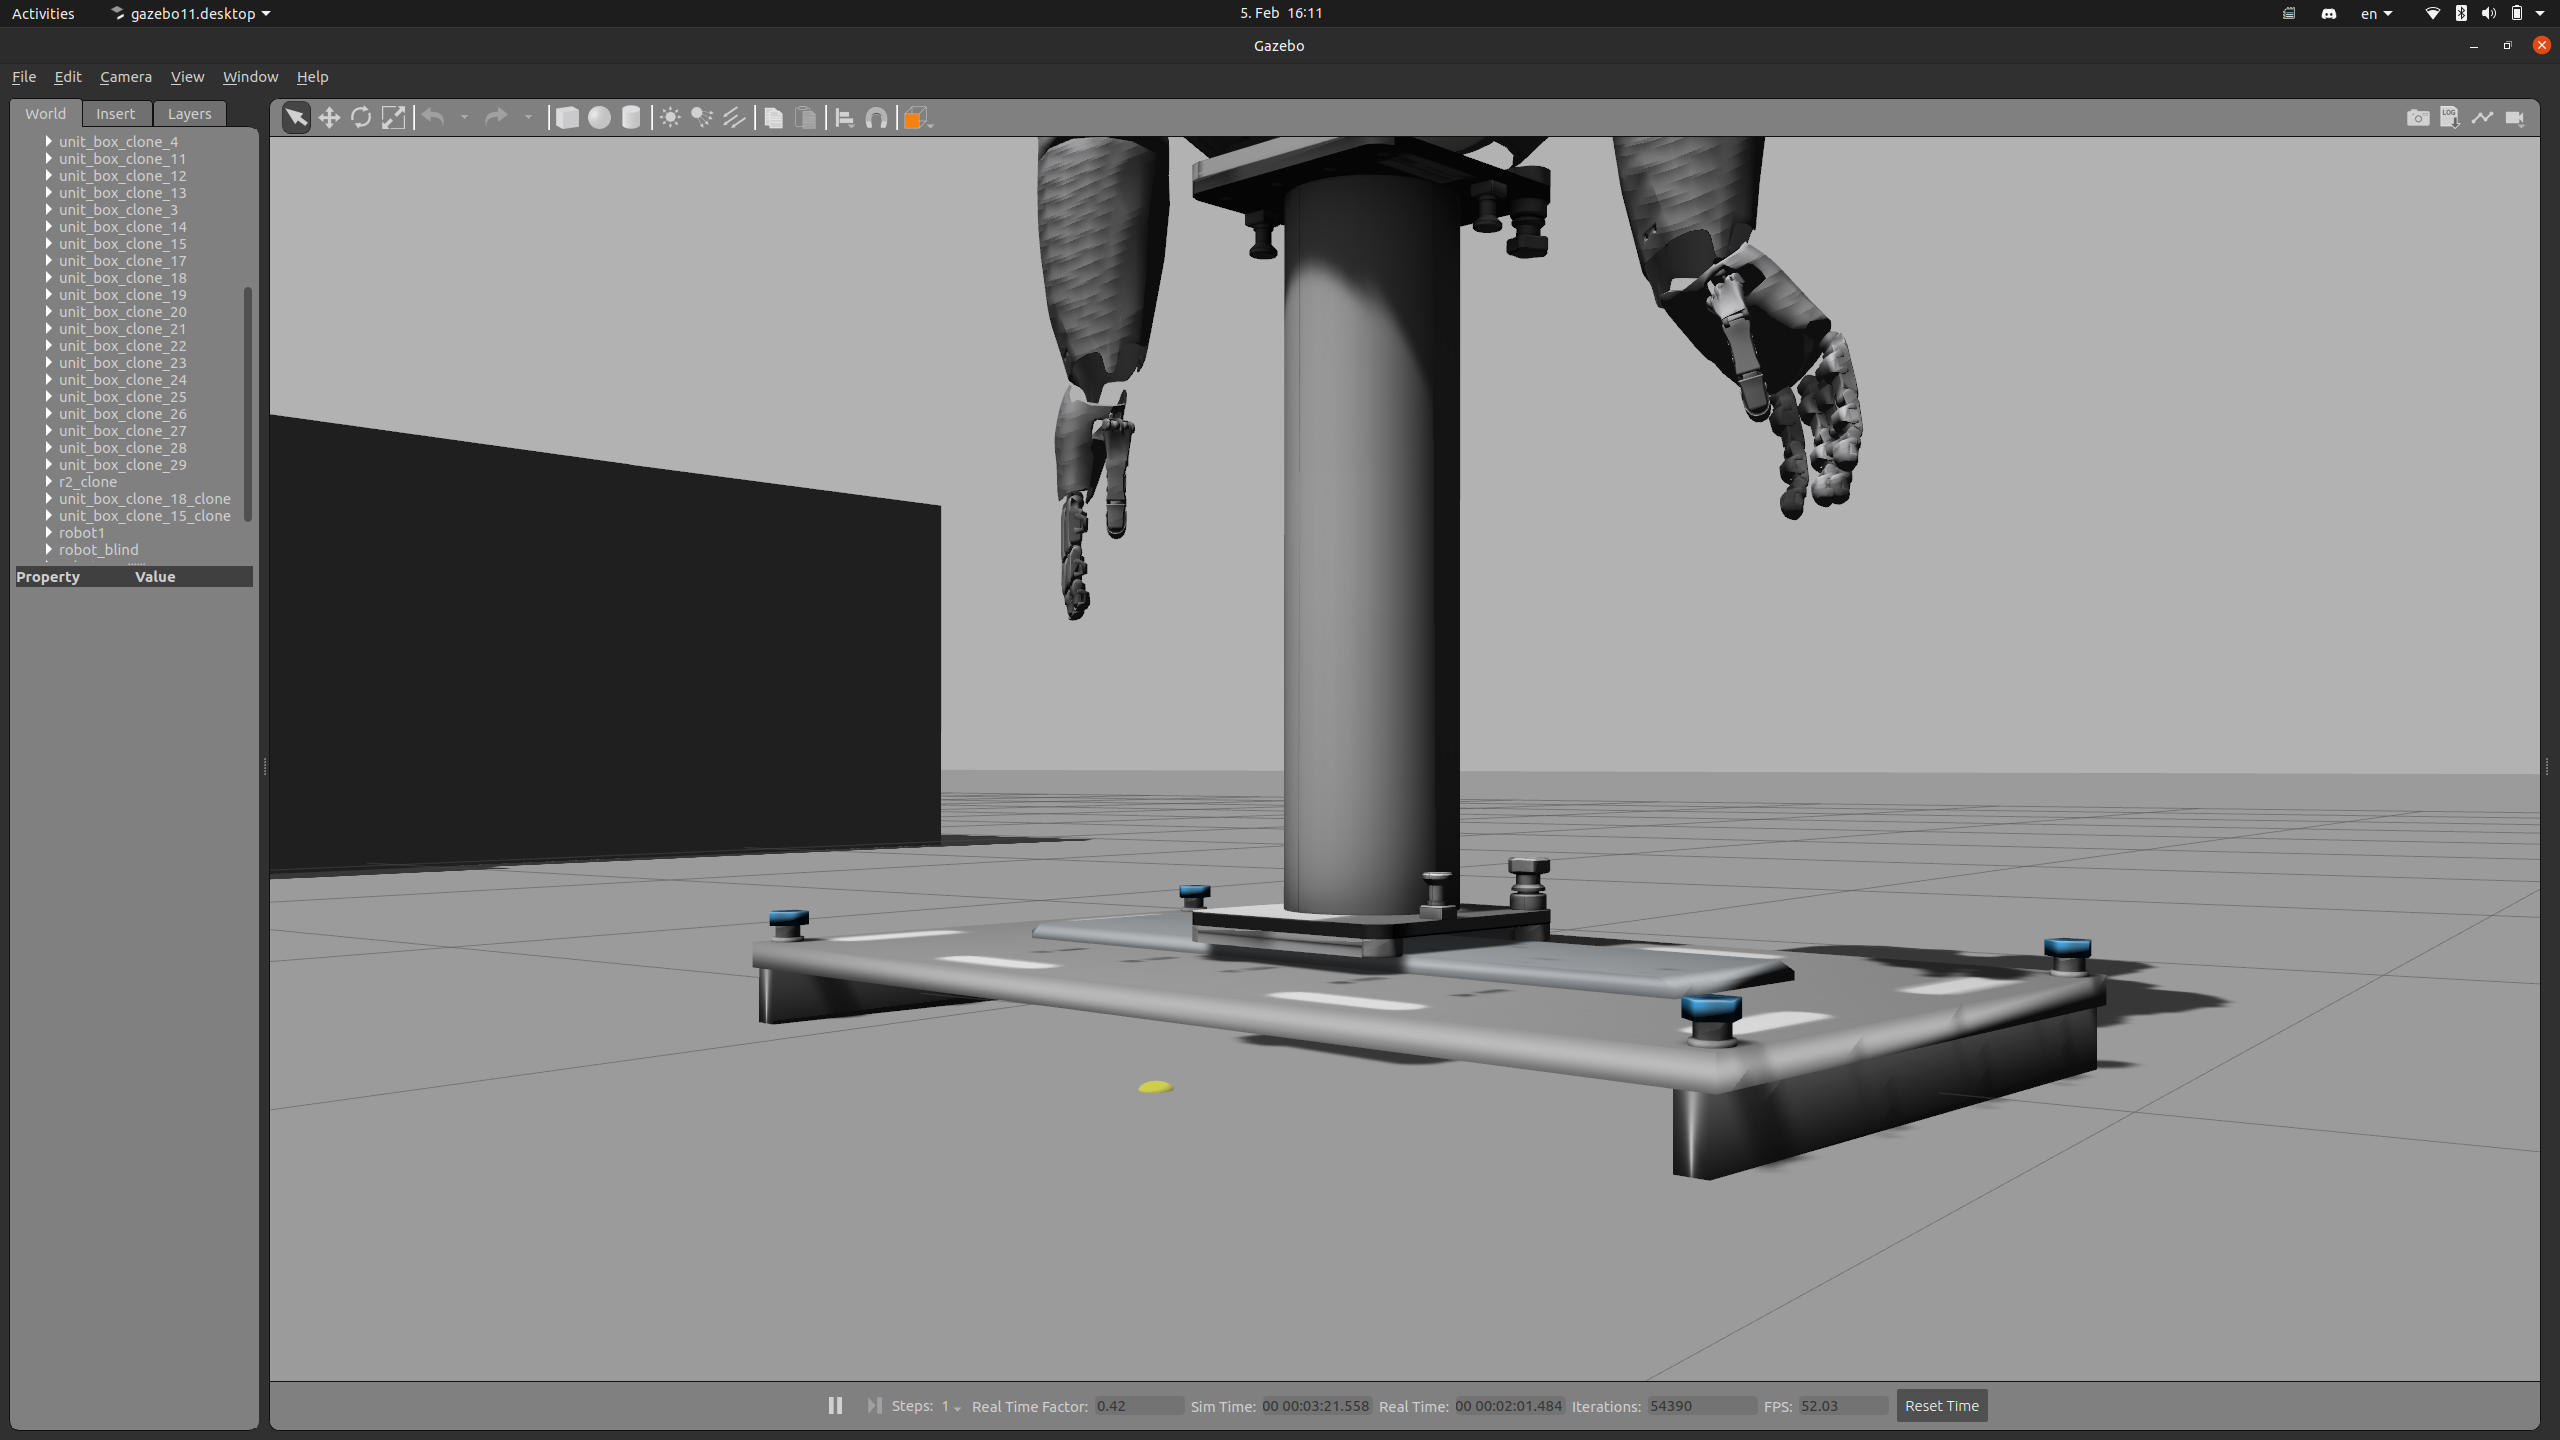 Activities
gazebo11.desktop
5. Feb 16:11
en
Gazebo
File Edit Camera View Window Help
World Insert Layers
LOG
unit_box_clone_4
unit_box_clone_11
unit_box_clone_12
unit_box_clone_13
unit_box_clone_3
unit_box_clone_14
unit_box_clone_15
unit_box_clone_17
unit_box_clone_18
unit_box_clone_19
unit_box_clone_20
unit_box_clone_21
unit_box_clone_22
unit_box_clone_23
unit_box_clone_24
unit_box_clone_25
unit_box_clone_26
unit_box_clone_27
unit_box_clone_28
unit_box_clone_29
r2_clone
unit_box_clone_18_clone
unit_box_clone_15_clone
robot1
robot_blind
Property Value
Steps: 1 Real Time Factor: 0.42 Sim Time: 00 00:03:21.558 Real Time: 00 00:02:01.484 Iterations: 54390 FPS: 52.03 Reset Time